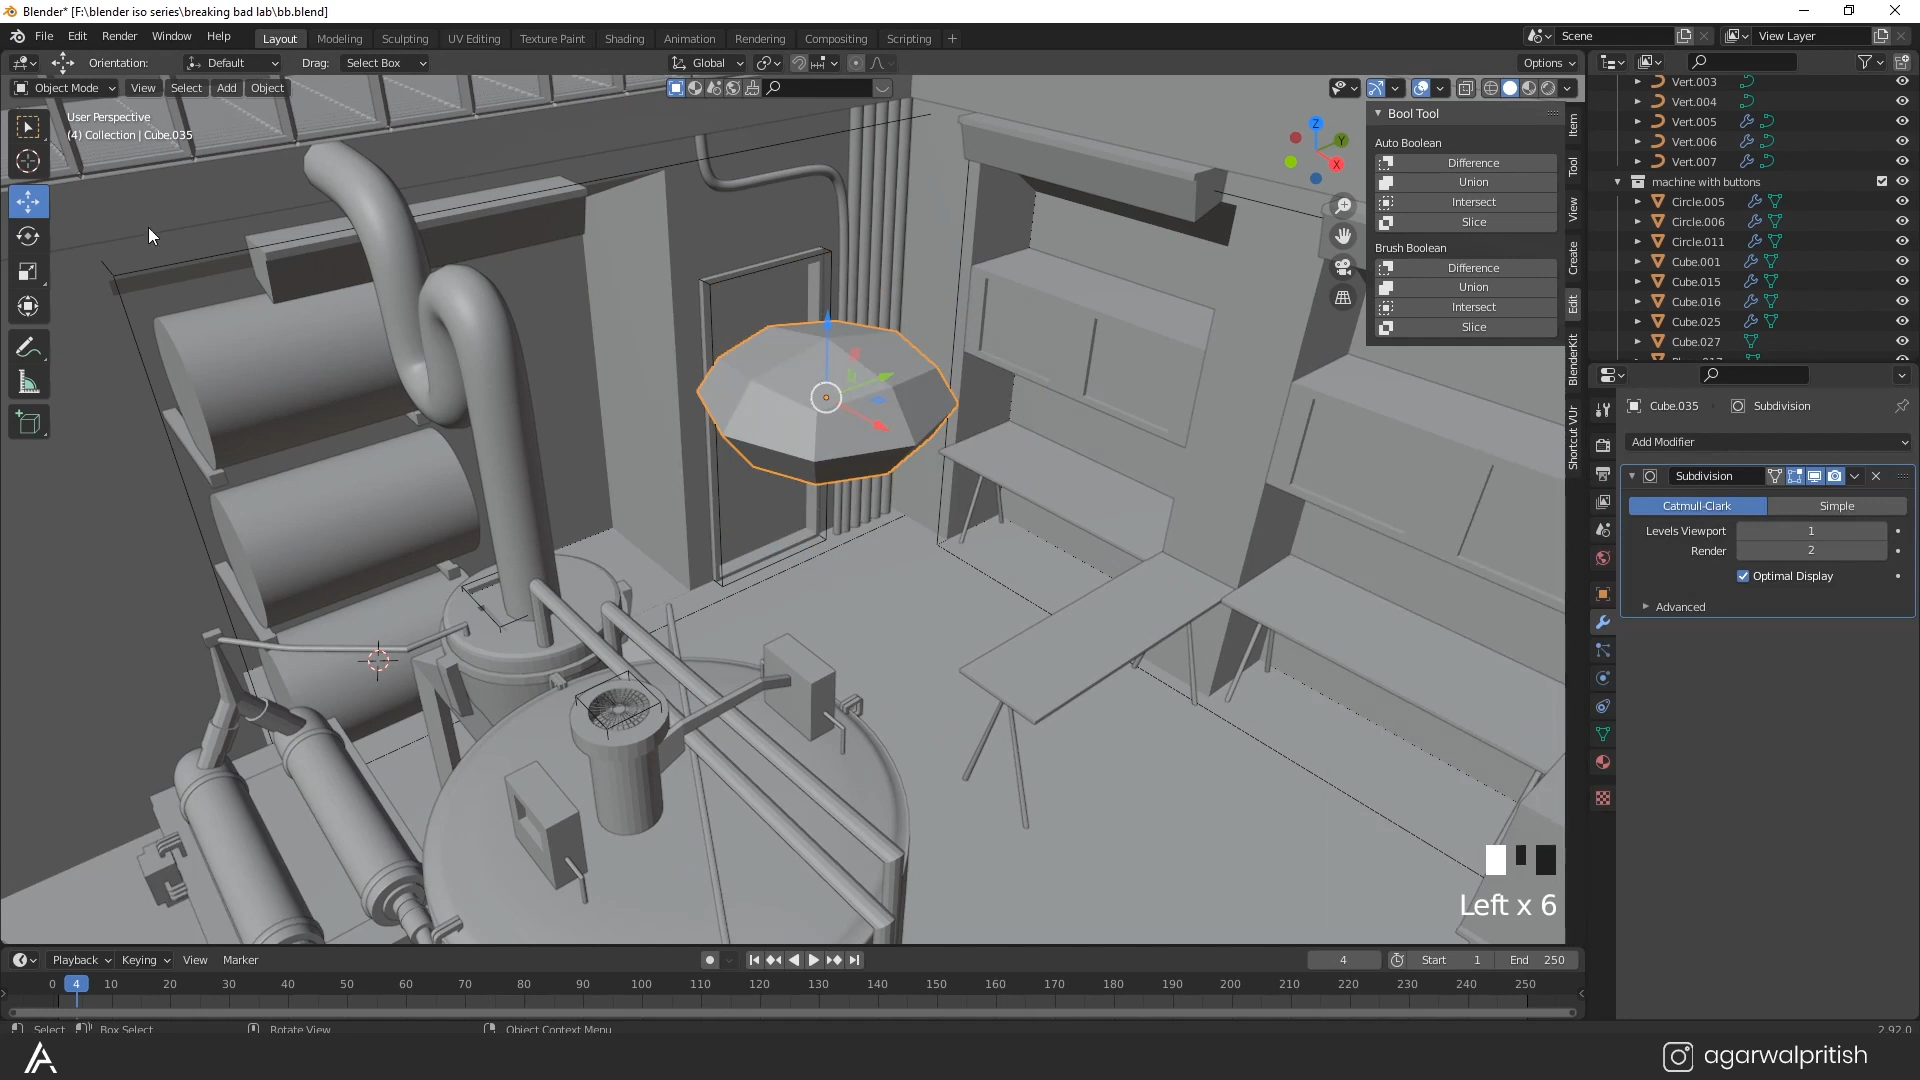 Blender* [F:\blender iso series\breaking bad lab\bb.blend]
File Edit Render Window Help Layout Modeling Sculpting UV Editing Texture Paint Shading Animation Rendering Compositing Scripting + Scene View Layer
Orientation: Default Drag: Select Box Global Options
Object Mode View Select Add Object
User Perspective
(4) Collection | Cube.035
Bool Tool
Auto Boolean
Difference
Union
Intersect
Slice
Brush Boolean
Difference
Union
Intersect
Slice
Item
Tool
View
Create
Edit
BlenderKit
Shortcut VUr
Z
Y
X
Vert.003
Vert.004
Vert.005
Vert.006
Vert.007
machine with buttons
Circle.005
Circle.006
Circle.011
Cube.001
Cube.015
Cube.016
Cube.025
Cube.027
Cube.035 Subdivision
Add Modifier
Subdivision
Catmull-Clark Simple
Levels Viewport 1
Render 2
Optimal Display
Advanced
Left x 6
Playback Keying View Marker 4 Start 1 End 250
0 4 10 20 30 40 50 60 70 80 90 100 110 120 130 140 150 160 170 180 190 200 210 220 230 240 250
Select Box Select Rotate View Object Context Menu 2.92.0
agarwalpritish